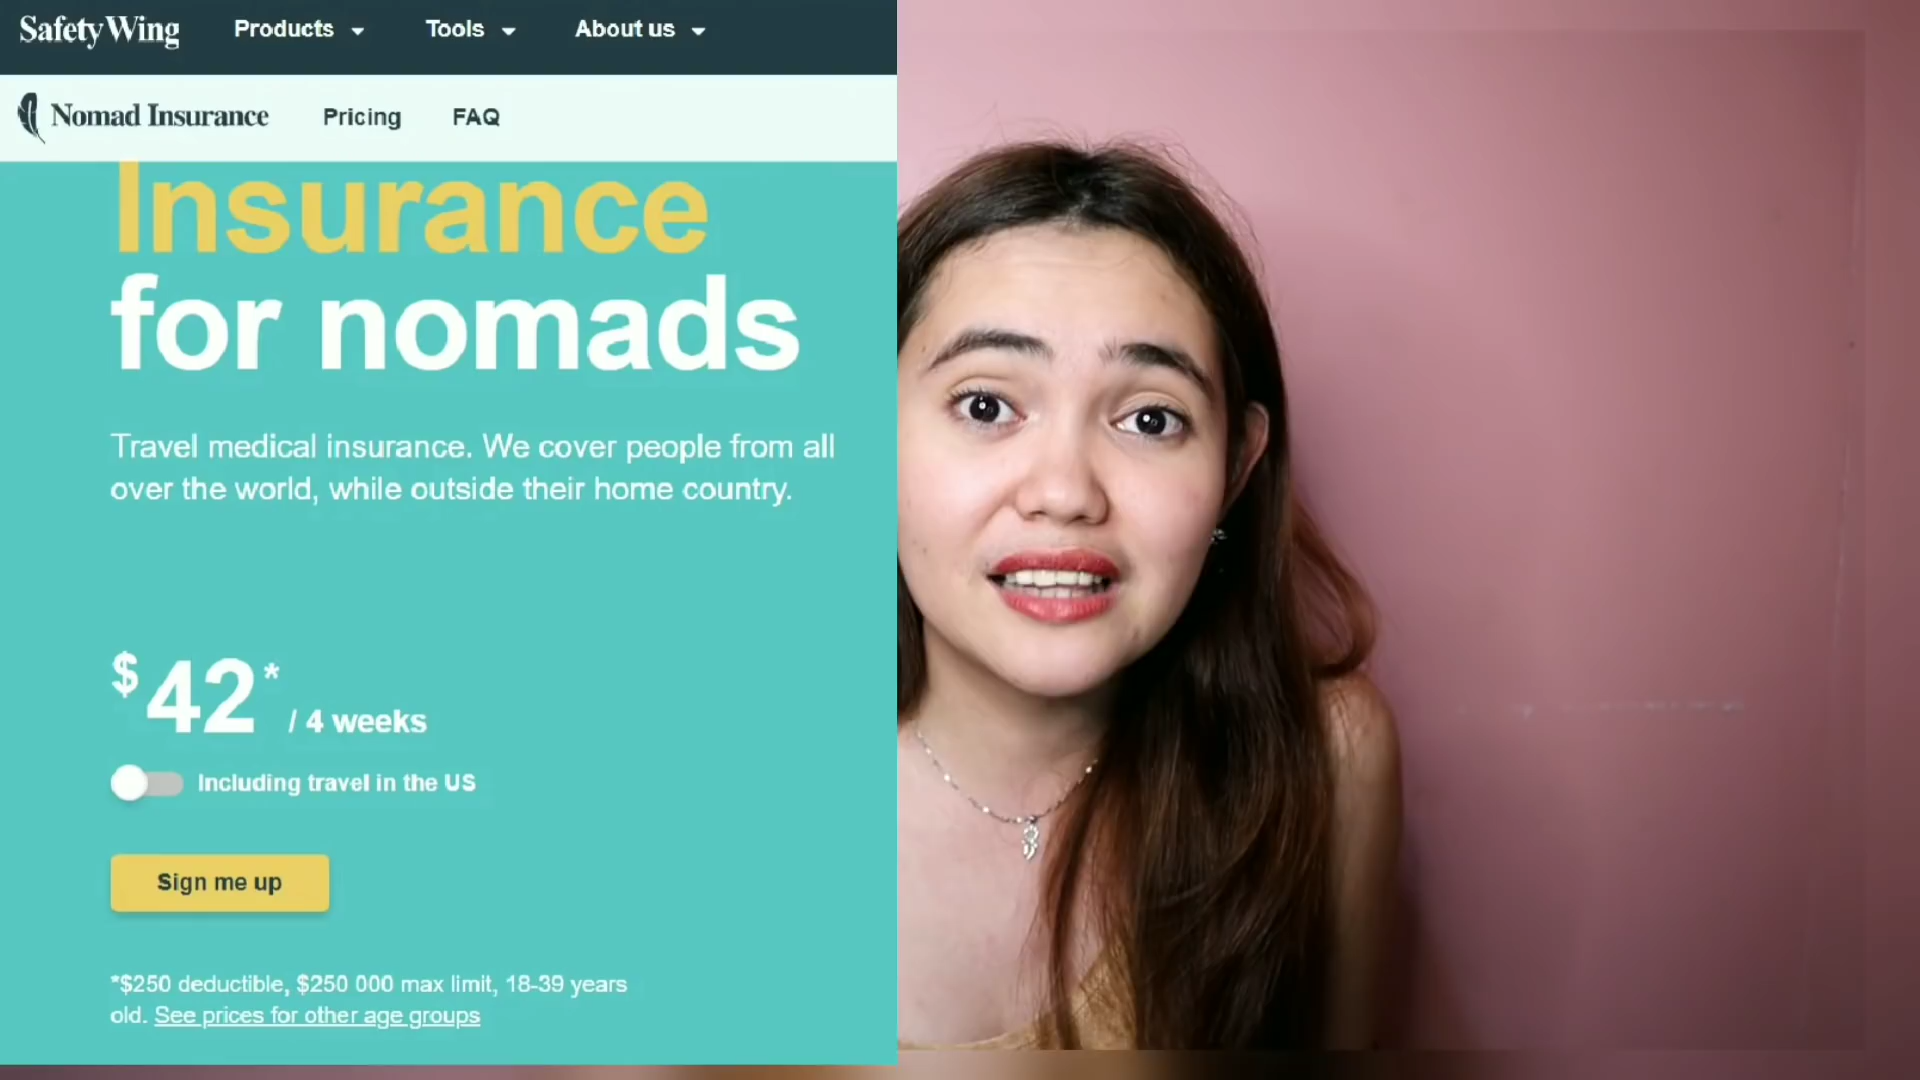 SafetyWing Products Tools About us
Nomad Insurance Pricing FAQ
Insurance
for nomads
Travel medical insurance. We cover people from all
over the world, while outside their home country.
$42* / 4 weeks
Including travel in the US
Sign me up
*$250 deductible, $250 000 max limit, 18-39 years
old. See prices for other age groups